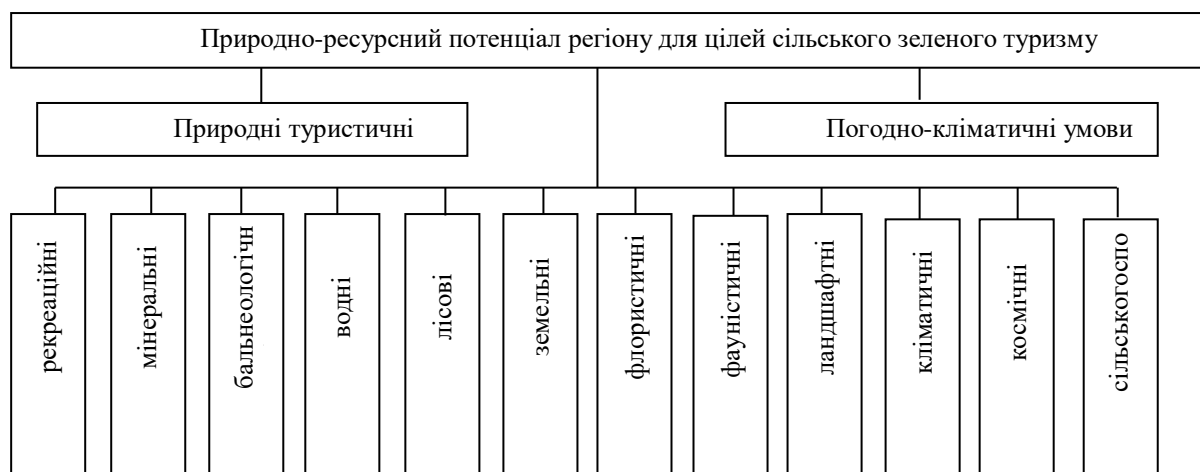 Природно-ресурсний потенціал регіону для цілей сільського зеленого туризму
Природні туристичні
Погодно-кліматичні умови
рекреаційні
мінеральні
бальнеологічн
водні
лісові
земельні
флористичні
фауністичні
ландшафтні
кліматичні
космічні
сільськогоспо